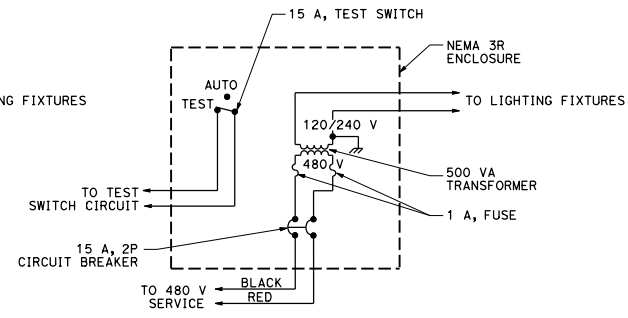 15 A, TEST SWITCH
NEMA 3R
ENCLOSURE
NG FIXTURES
AUTO
TEST
TO LIGHTING FIXTURES
120/240 V
480 V
500 VA
TRANSFORMER
TO TEST
SWITCH CIRCUIT
1 A, FUSE
15 A, 2P
CIRCUIT BREAKER
BLACK
TO 480 V
SERVICE
RED